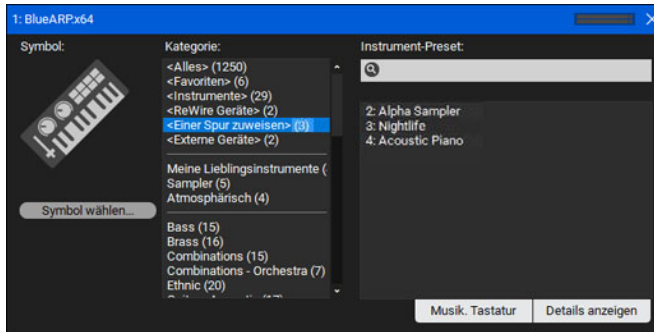 1: BlueARP.x64
Symbol:
Symbol wählen...
Kategorie:
<Alles> (1250)
<Favoriten> (6)
<Instrumente> (29)
<ReWire Geräte> (2)
<Einer Spur zuweisen> (3)
<Externe Geräte> (2)
Meine Lieblingsinstrumente (
Sampler (5)
Atmosphärisch (4)
Bass (15)
Brass (16)
Combinations (15)
Combinations - Orchestra (7)
Ethnic (20)
Instrument-Preset:
2: Alpha Sampler
3: Nightlife
4: Acoustic Piano
Musik. Tastatur
Details anzeigen